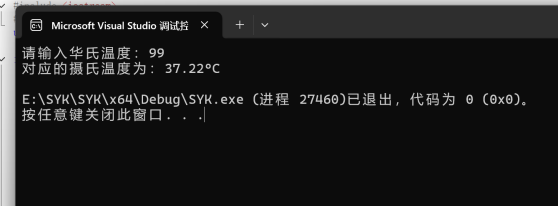 #include <iostream>
Microsoft Visual Studio 调试控
请输入华氏温度: 99
对应的摄氏温度为: 37.22°C
E:\SYK\SYK\x64\Debug\SYK.exe (进程 27460)已退出，代码为 0 (0x0)。
按任意键关闭此窗口. . .